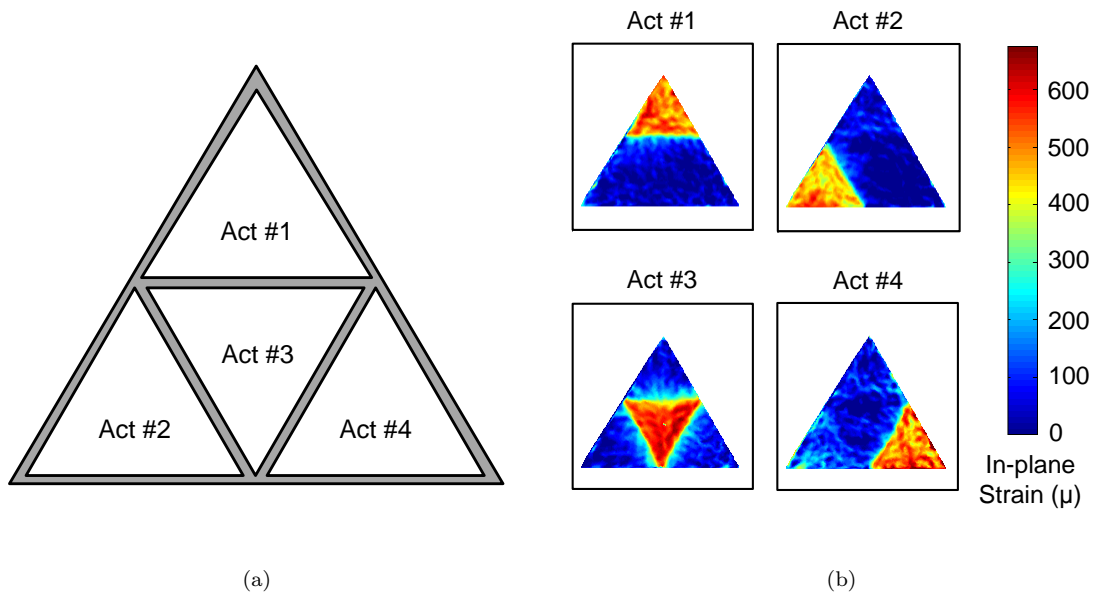 Act #1
Act #2
Act #3
Act #4
(a)
Act #1
Act #2
Act #3
Act #4
600
500
400
300
200
100
0
In-plane
Strain (μ)
(b)